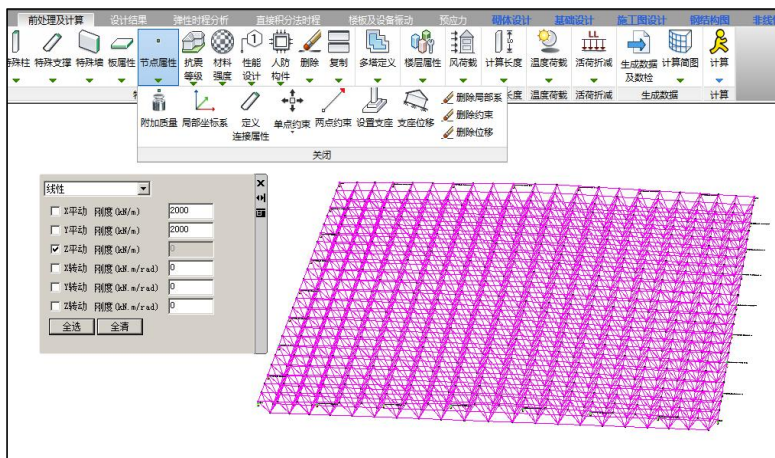 前处理及计算 设计结果 弹性时程分析 直接积分法时程 楼板及设备振动 预应力 砌体设计 基础设计 施工图设计 钢结构图 非线
特殊柱 特殊支撑 特殊墙 板属性 节点属性 抗震等级 材料强度 性能设计 人防构件 删除 复制 多塔定义 楼层属性 风荷载 计算长度 温度荷载 活荷折减 生成数据及数检 计算简图 计算
长度 温度荷载 活荷折减 生成数据 计算
附加质量 局部坐标系 定义连接属性 单点约束 两点约束 设置支座 支座位移
删除局部系
删除约束
删除位移
关闭
线性
X平动 刚度(kN/m) 2000
Y平动 刚度(kN/m) 2000
Z平动 刚度(kN/m) 0
X转动 刚度(kN.m/rad) 0
Y转动 刚度(kN.m/rad) 0
Z转动 刚度(kN.m/rad) 0
全选 全清